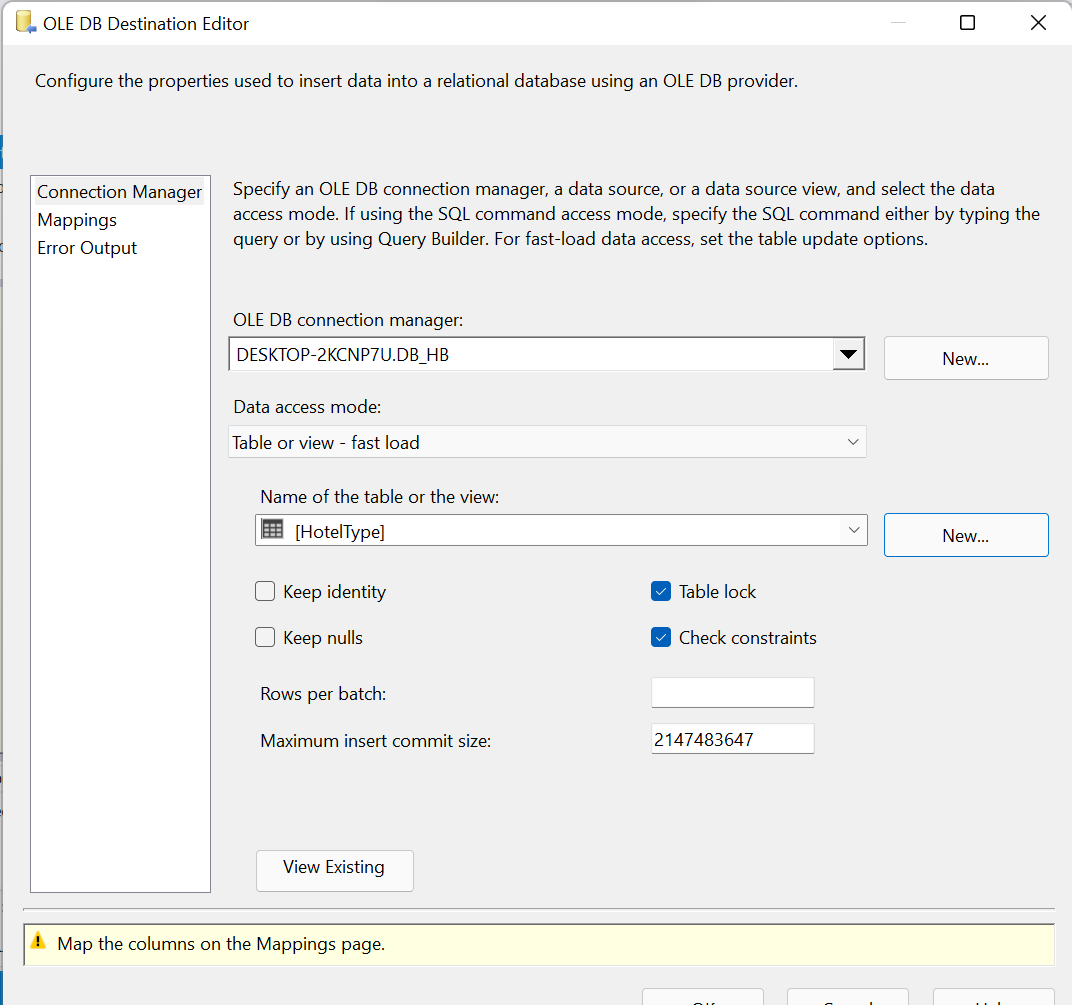 OLE DB Destination Editor
Configure the properties used to insert data into a relational database using an OLE DB provider.
Connection Manager
Mappings
Error Output
Specify an OLE DB connection manager, a data source, or a data source view, and select the data
access mode. If using the SQL command access mode, specify the SQL command either by typing the
query or by using Query Builder. For fast-load data access, set the table update options.
OLE DB connection manager:
DESKTOP-2KCNP7U.DB_HB
New...
Data access mode:
Table or view - fast load
Name of the table or the view:
[HotelType]
New...
Keep identity
Table lock
Keep nulls
Check constraints
Rows per batch:
Maximum insert commit size:
2147483647
View Existing
Map the columns on the Mappings page.